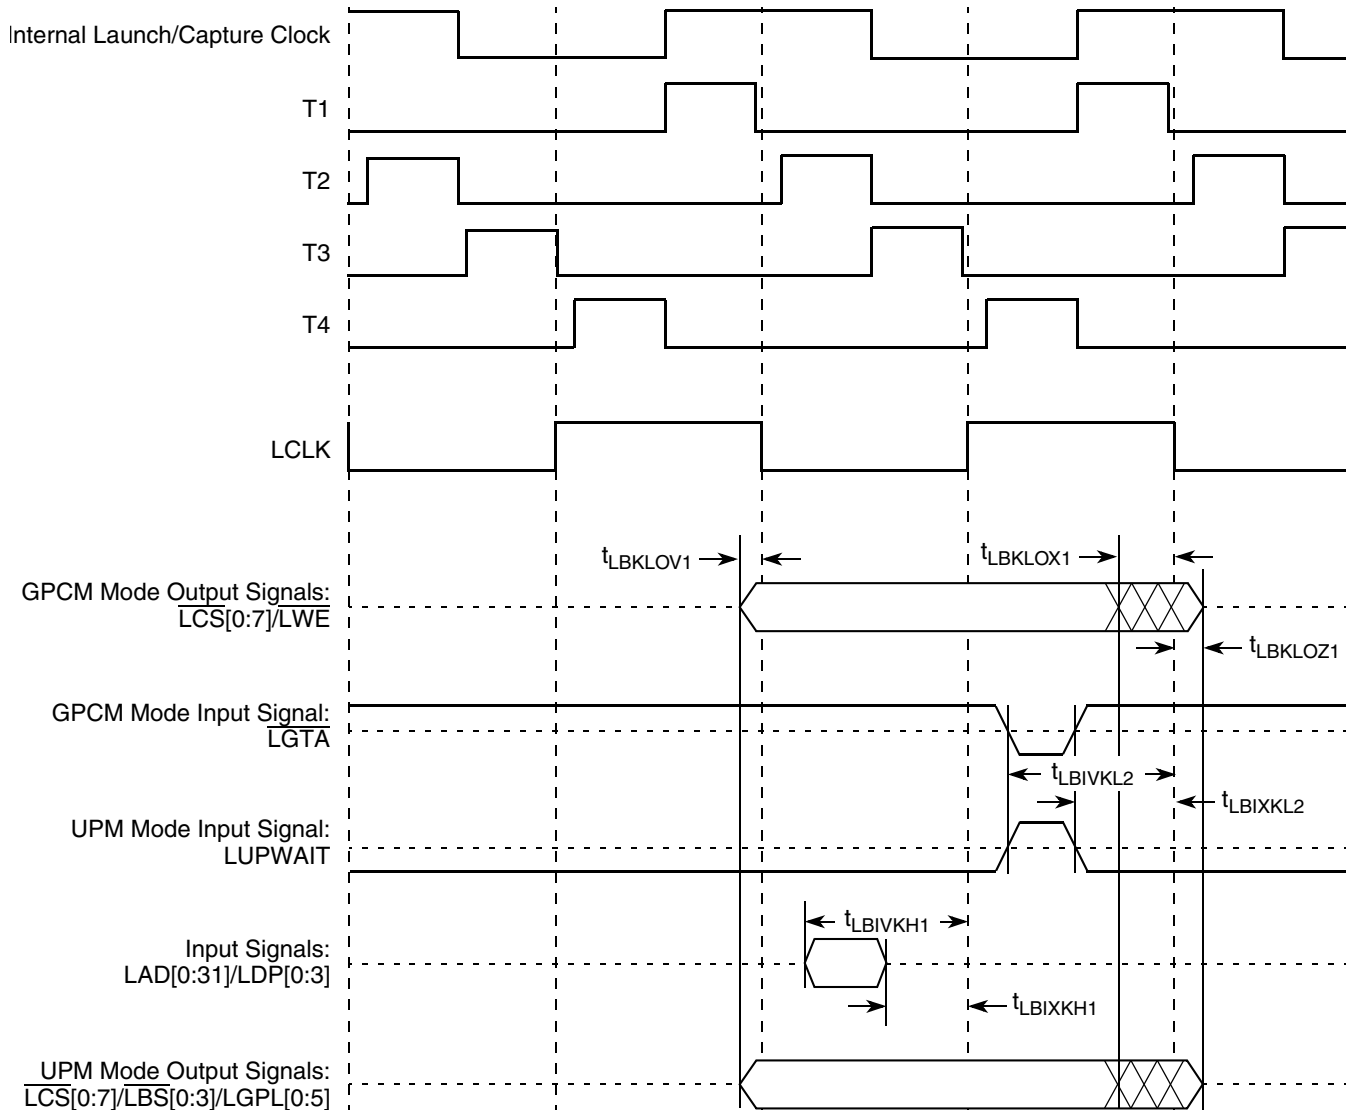 Internal Launch/Capture Clock
T1
T2
T3
T4
LCLK
tLBKLOV1
tLBKLOX1
GPCM Mode Output Signals:
LCS[0:7]/LWE
tLBKLOZ1
GPCM Mode Input Signal:
LGTA
tLBIVKL2
tLBIXKL2
UPM Mode Input Signal:
LUPWAIT
tLBIVKH1
Input Signals:
LAD[0:31]/LDP[0:3]
tLBIXKH1
UPM Mode Output Signals:
LCS[0:7]/LBS[0:3]/LGPL[0:5]